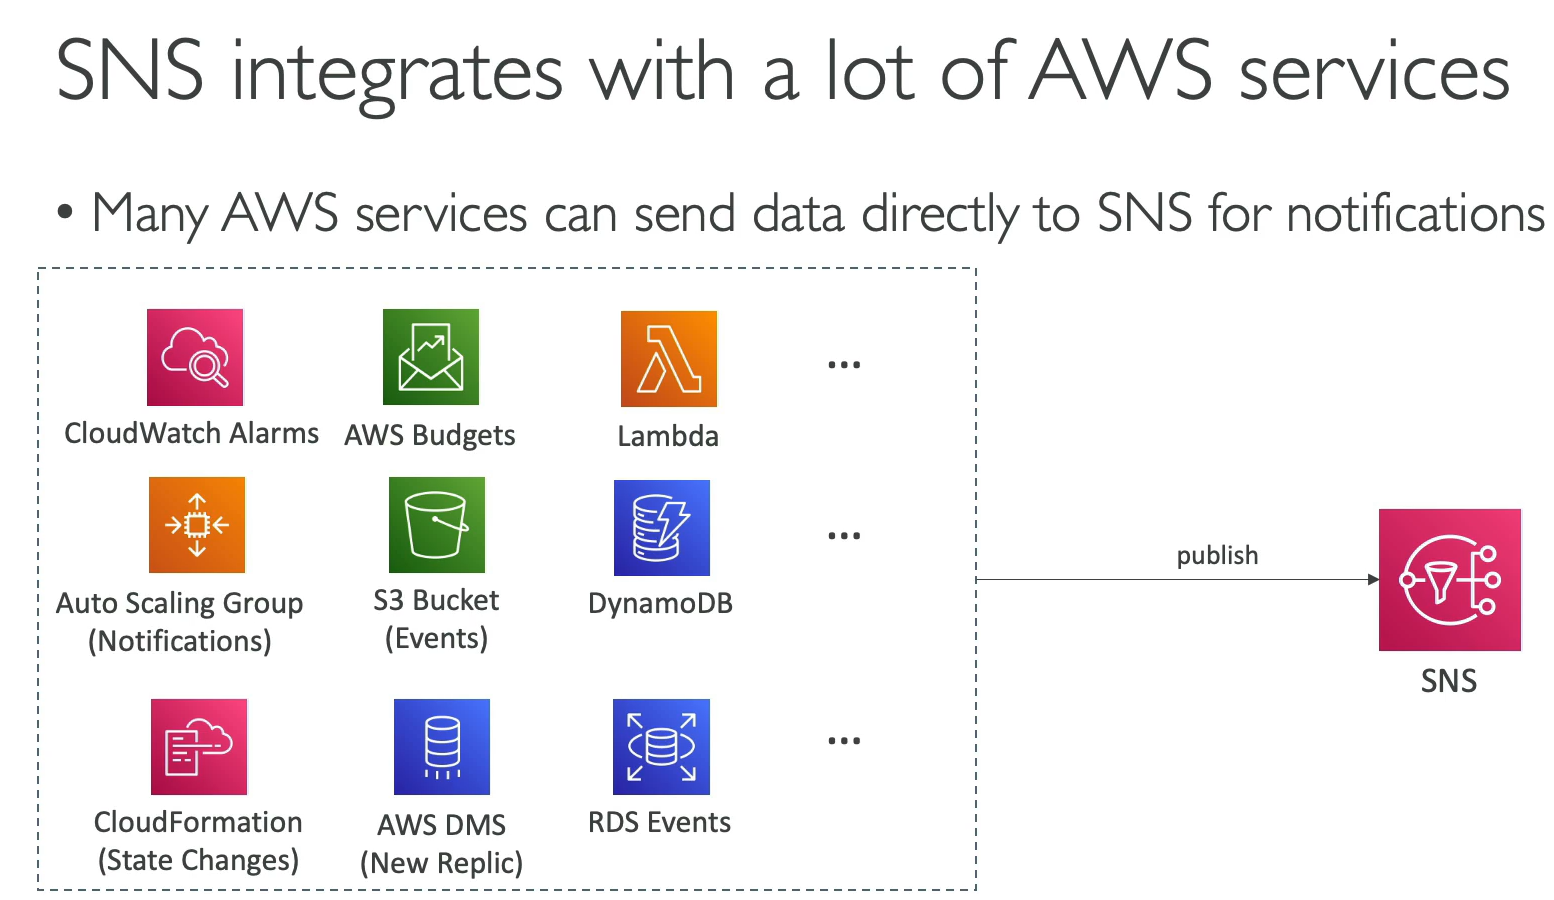 SNS integrates with a lot of AWS services
• Many AWS services can send data directly to SNS for notifications
CloudWatch Alarms
AWS Budgets
Lambda
...
Auto Scaling Group
(Notifications)
S3 Bucket
(Events)
DynamoDB
...
CloudFormation
(State Changes)
AWS DMS
(New Replic)
RDS Events
...
publish
SNS